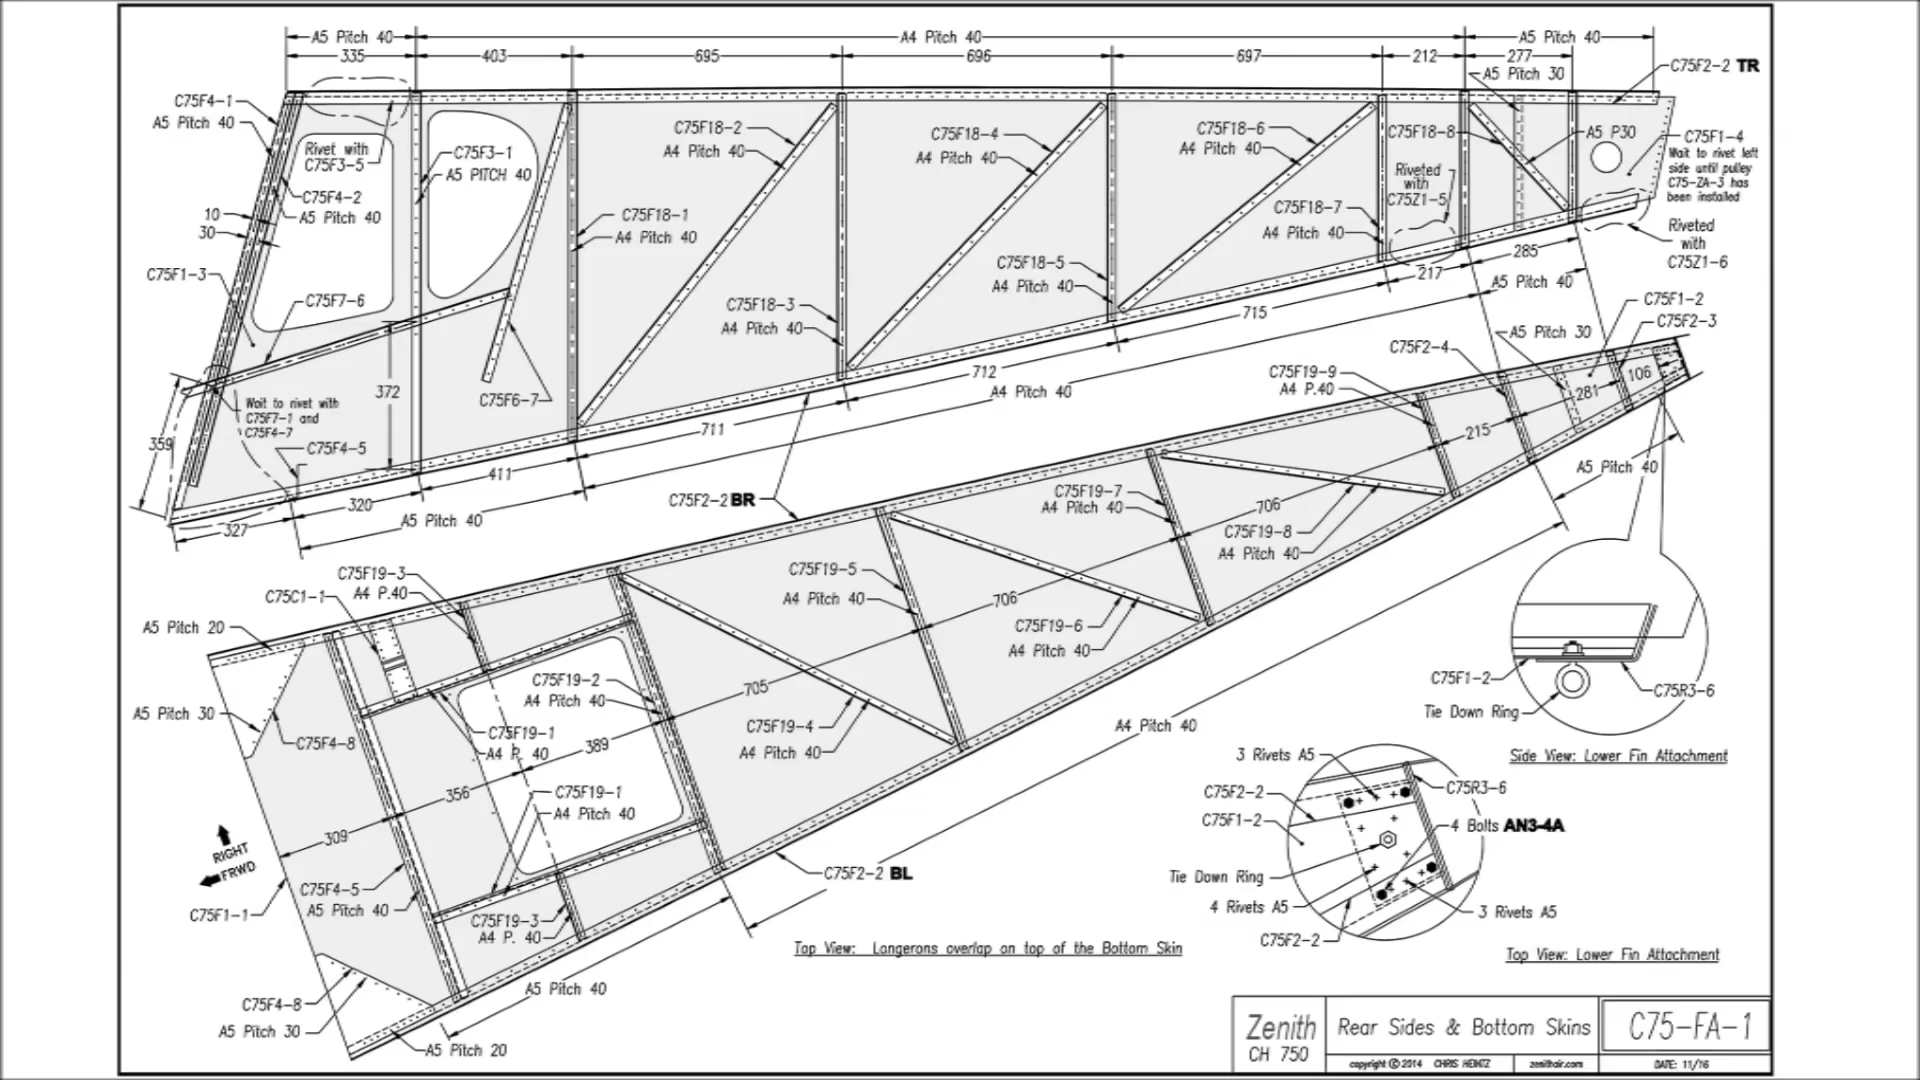 A5 Pitch 40
A4 Pitch 40
A5 Pitch 40
335
403
695
696
697
212
277
A5 Pitch 30
C75F2-2 TR
C75F4-1
A5 Pitch 40
Rivet with
C75F3-5
C75F3-1
A5 PITCH 40
C75F4-2
A5 Pitch 40
10
30
C75F1-3
C75F7-6
C75F18-2
A4 Pitch 40
C75F18-1
A4 Pitch 40
C75F18-4
A4 Pitch 40
C75F18-3
A4 Pitch 40
C75F18-6
A4 Pitch 40
C75F18-5
A4 Pitch 40
C75F18-7
A4 Pitch 40
C75F18-8
Riveted
with
C75Z1-5
A5 P30
C75F1-4
Wait to rivet left
side until pulley
C75-ZA-3 has
been installed
Riveted
with
C75Z1-6
372
C75F6-7
Wait to rivet with
C75F7-1 and
C75F4-7
C75F4-5
359
327
320
411
711
712
715
217
285
A5 Pitch 40
A5 Pitch 40
A4 Pitch 40
C75F2-2 BR
C75F1-2
C75F2-3
A5 Pitch 30
C75F2-4
C75F19-9
A4 P.40
106
281
215
A5 Pitch 40
C75F19-7
A4 Pitch 40
706
C75F19-8
A4 Pitch 40
C75F19-3
A4 P.40
C75C1-1
A5 Pitch 20
C75F19-5
A4 Pitch 40
706
C75F19-6
A4 Pitch 40
A5 Pitch 30
C75F4-8
C75F19-2
A4 Pitch 40
705
C75F19-4
A4 Pitch 40
C75F19-1
A4 P. 40
389
356
309
C75F19-1
A4 Pitch 40
A4 Pitch 40
RIGHT
FRWD
C75F4-5
A5 Pitch 40
C75F1-1
C75F19-3
A4 P. 40
C75F2-2 BL
C75F4-8
A5 Pitch 30
A5 Pitch 20
A5 Pitch 40
Top View: Longerons overlap on top of the Bottom Skin
C75F1-2
C75R3-6
Tie Down Ring
Side View: Lower Fin Attachment
3 Rivets A5
C75F2-2
C75F1-2
C75R3-6
4 Bolts AN3-4A
Tie Down Ring
4 Rivets A5
3 Rivets A5
C75F2-2
Top View: Lower Fin Attachment
Zenith
CH 750
Rear Sides & Bottom Skins
C75-FA-1
copyright © 2014 CHRIS HEINTZ
zenithair.com
DATE: 11/16